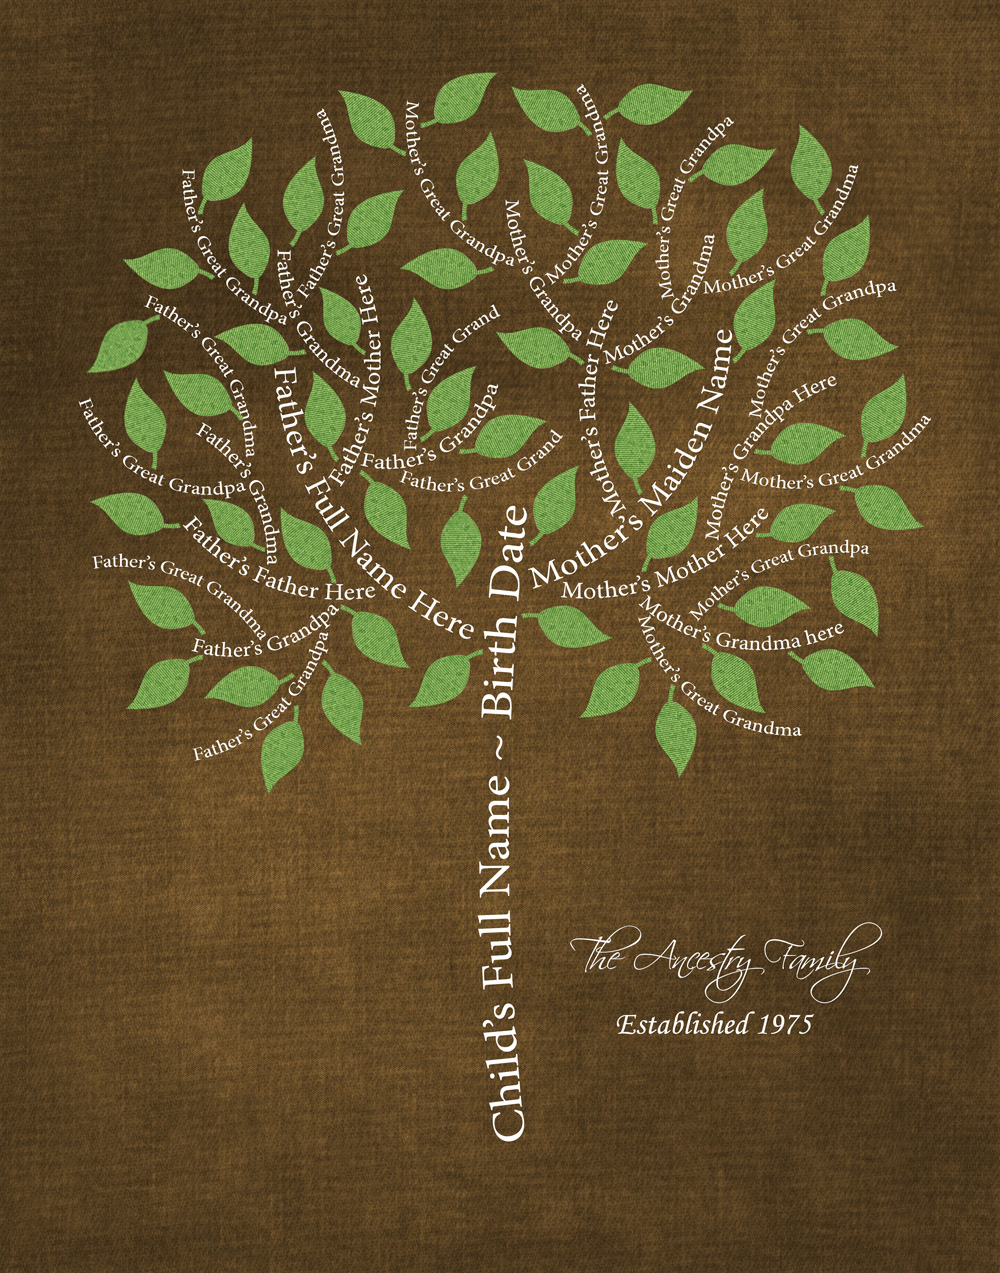 Mother's Great Grandpa
Mother's Great Grandma
Father's Great Grandma
Mother's Great Grandpa
Father's Great Grandpa
Mother's Great Grandma
Mother's Grandpa
Mother's Grandma
Father's Grandma
Father's Mother Here
Mother's Great Grandpa
Father's Great Grandma
Mother's Father Here
Father's Great Grand
Mother's Maiden Name
Father's Full Name Here
Mother's Grandpa Here
Father's Grandpa
Father's Great Grandpa
Mother's Great Grandma
Father's Grandma
Father's Great Grand
Mother's Mother Here
Father's Father Here
Mother's Great Grandpa
Father's Great Grandma
Mother's Grandma here
Father's Grandpa
Mother's Great Grandma
Father's Great Grandpa
Child's Full Name ~ Birth Date
The Ancestry Family
Established 1975